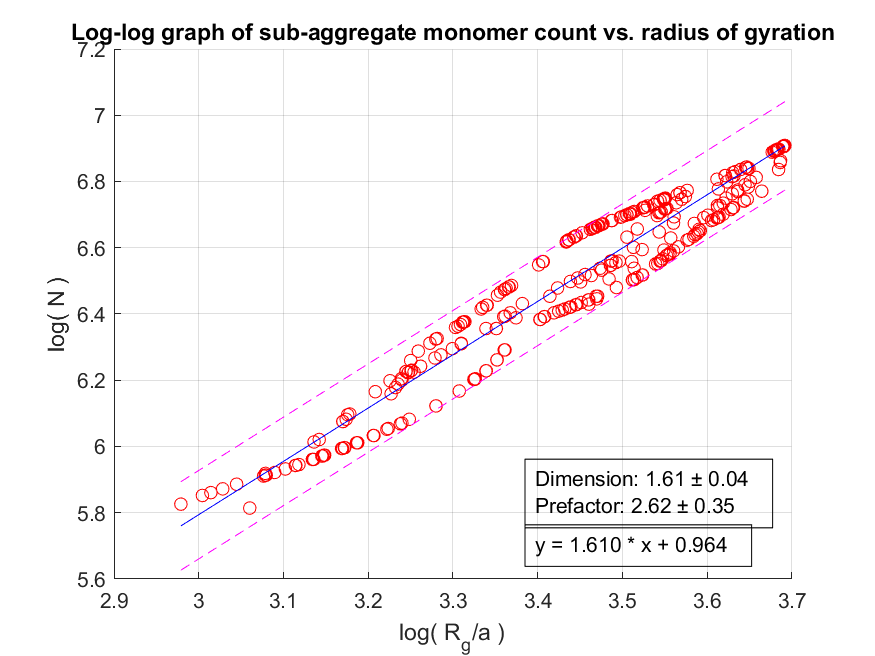 Log-log graph of sub-aggregate monomer count vs. radius of gyration
7.2
7
6.8
6.6
6.4
6.2
6
5.8
5.6
log( N )
Dimension: 1.61 ± 0.04
Prefactor: 2.62 ± 0.35
y = 1.610 * x + 0.964
2.9 3 3.1 3.2 3.3 3.4 3.5 3.6 3.7
log( R_g/a )